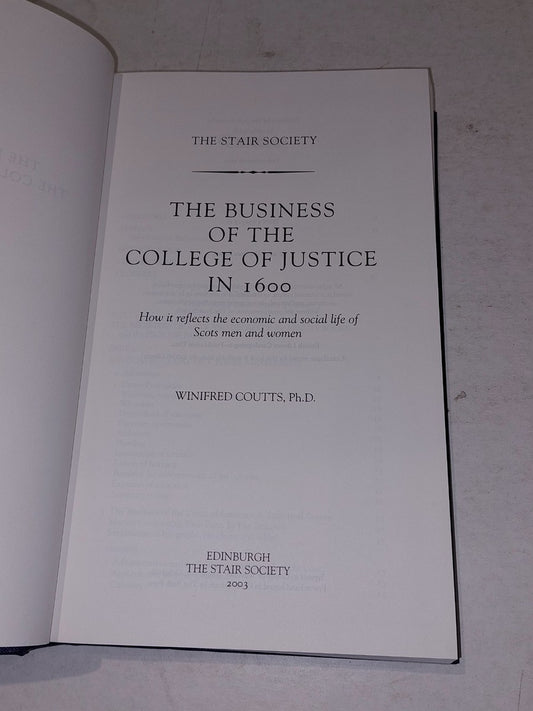 THE STAIR SOCIETY
THE BUSINESS
OF THE
COLLEGE OF JUSTICE
IN 1600
How it reflects the economic and social life of
Scots men and women
WINIFRED COUTTS, Ph.D.
EDINBURGH
THE STAIR SOCIETY
2003